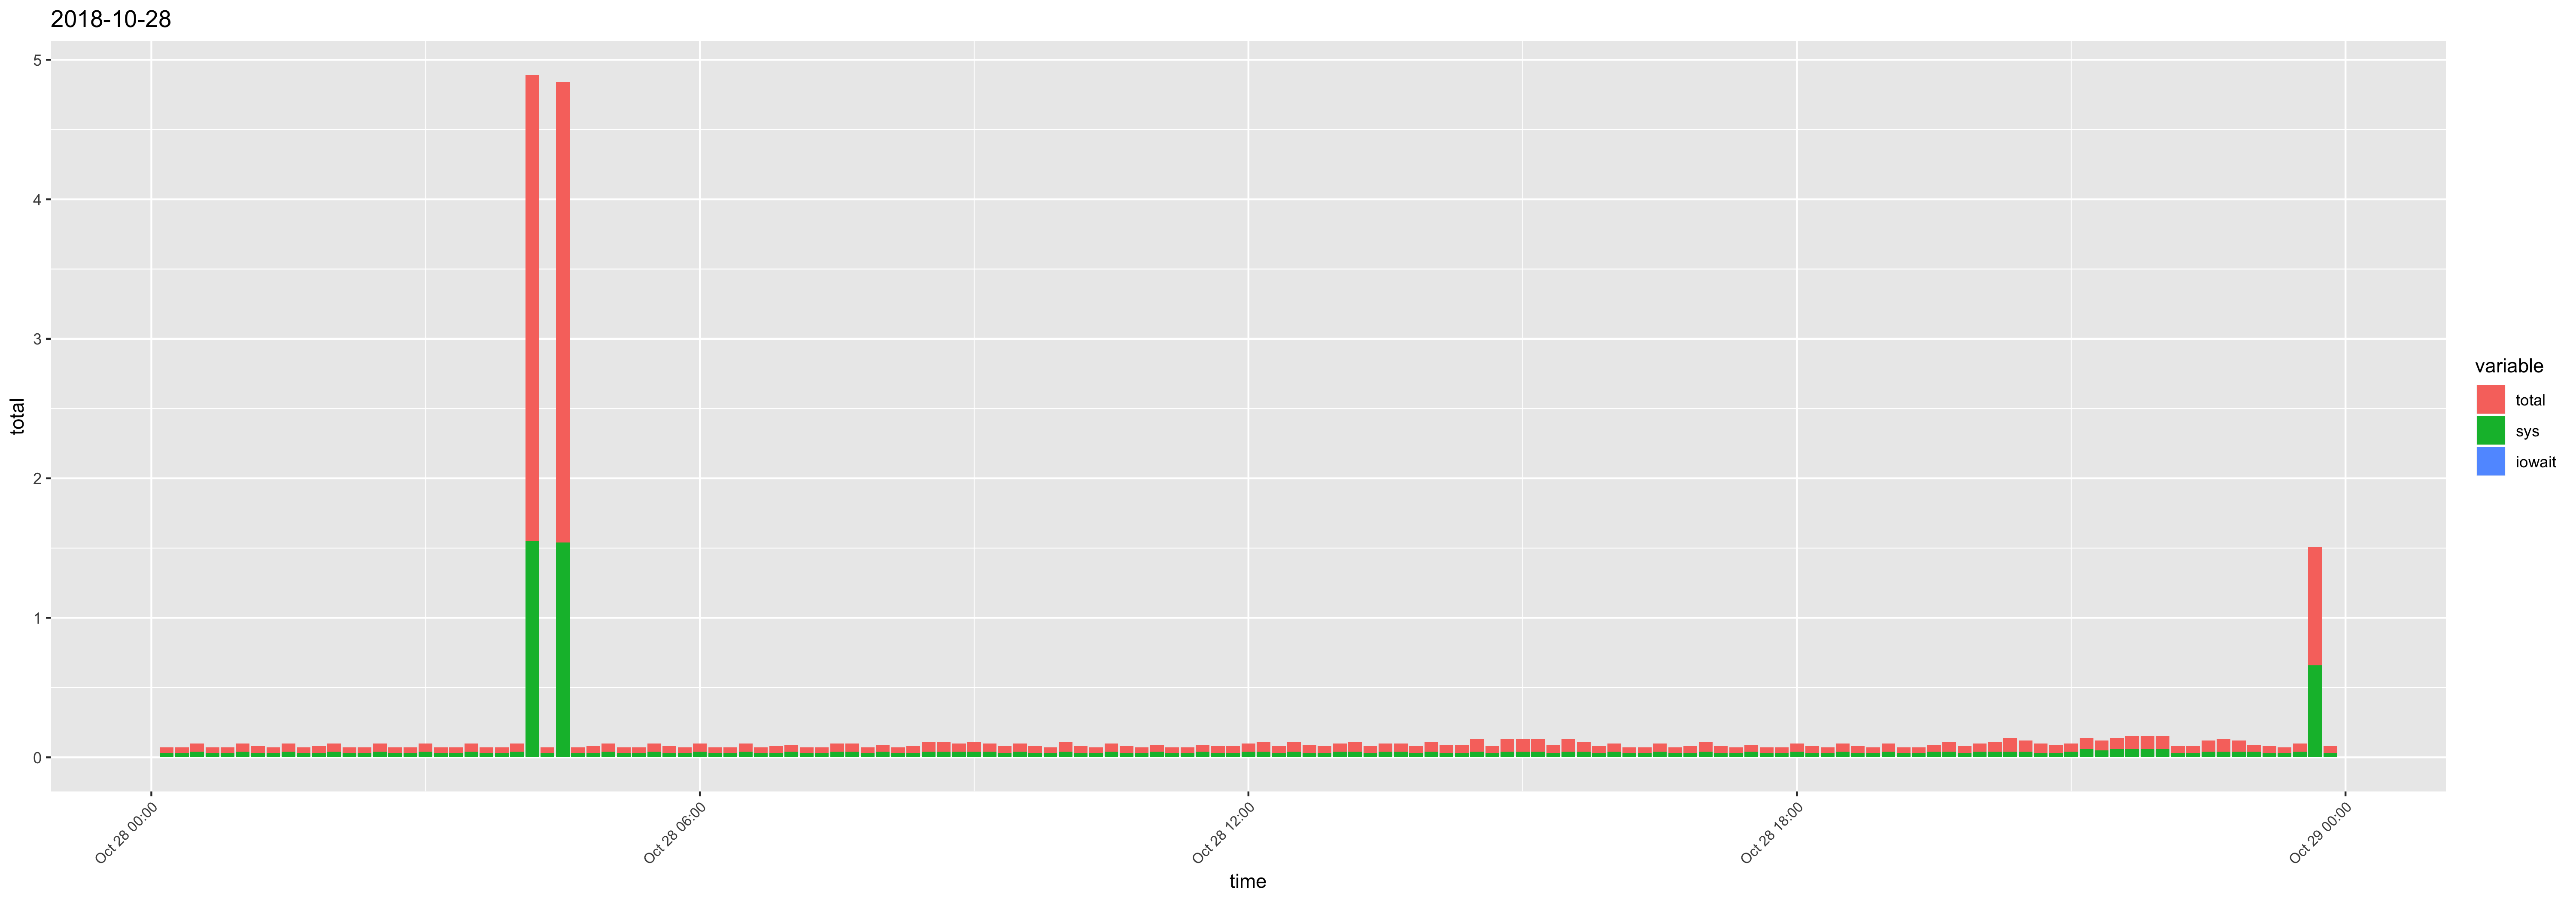 2018-10-28
total
5
4
3
2
1
0
Oct 28 00:00
Oct 28 06:00
Oct 28 12:00
Oct 28 18:00
Oct 29 00:00
time
variable
total
sys
iowait